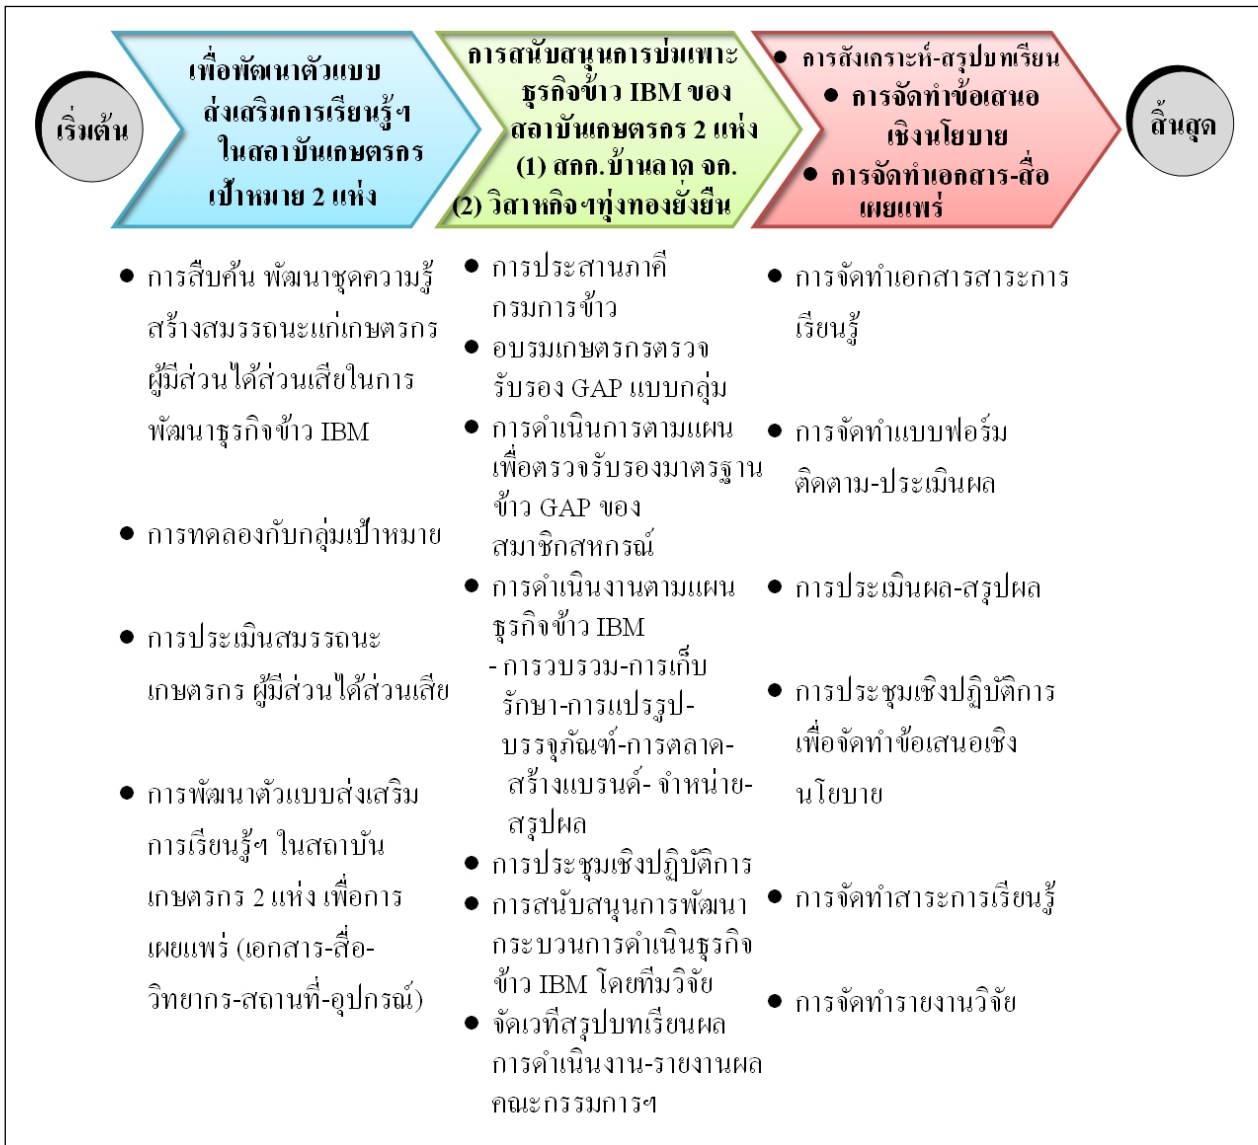 เริ่มต้น
เพื่อพัฒนาตัวแบบ
ส่งเสริมการเรียนรู้ฯ
ในสถาบันเกษตรกร
เป้าหมาย 2 แห่ง
การสนับสนุนการบ่มเพาะ
ธุรกิจข้าว IBM ของ
สถาบันเกษตรกร 2 แห่ง
(1) สกก.บ้านลาด จก.
(2) วิสาหกิจฯทุ่งทองยั่งยืน
● การสังเคราะห์-สรุปบทเรียน
● การจัดทำข้อเสนอ
เชิงนโยบาย
● การจัดทำเอกสาร-สื่อ
เผยแพร่
สิ้นสุด
● การสืบค้น พัฒนาชุดความรู้
สร้างสมรรถนะแก่เกษตรกร
ผู้มีส่วนได้ส่วนเสียในการ
พัฒนาธุรกิจข้าว IBM
● การทดลองกับกลุ่มเป้าหมาย
● การประเมินสมรรถนะ
เกษตรกร ผู้มีส่วนได้ส่วนเสีย
● การพัฒนาตัวแบบส่งเสริม
การเรียนรู้ฯ ในสถาบัน
เกษตรกร 2 แห่ง เพื่อการ
เผยแพร่ (เอกสาร-สื่อ-
วิทยากร-สถานที่-อุปกรณ์)
● การประสานภาคี
กรมการข้าว
● อบรมเกษตรกรตรวจ
รับรอง GAP แบบกลุ่ม
● การดำเนินการตามแผน
เพื่อตรวจรับรองมาตรฐาน
ข้าว GAP ของ
สมาชิกสหกรณ์
● การดำเนินงานตามแผน
ธุรกิจข้าว IBM
- การวบรวม-การเก็บ
รักษา-การแปรรูป-
บรรจุภัณฑ์-การตลาด-
สร้างแบรนด์- จำหน่าย-
สรุปผล
● การประชุมเชิงปฏิบัติการ
● การสนับสนุนการพัฒนา
กระบวนการดำเนินธุรกิจ
ข้าว IBM โดยทีมวิจัย
● จัดเวทีสรุปบทเรียนผล
การดำเนินงาน-รายงานผล
คณะกรรมการฯ
● การจัดทำเอกสารสาระการ
เรียนรู้
● การจัดทำแบบฟอร์ม
ติดตาม-ประเมินผล
● การประเมินผล-สรุปผล
● การประชุมเชิงปฏิบัติการ
เพื่อจัดทำข้อเสนอเชิง
นโยบาย
● การจัดทำสาระการเรียนรู้
● การจัดทำรายงานวิจัย